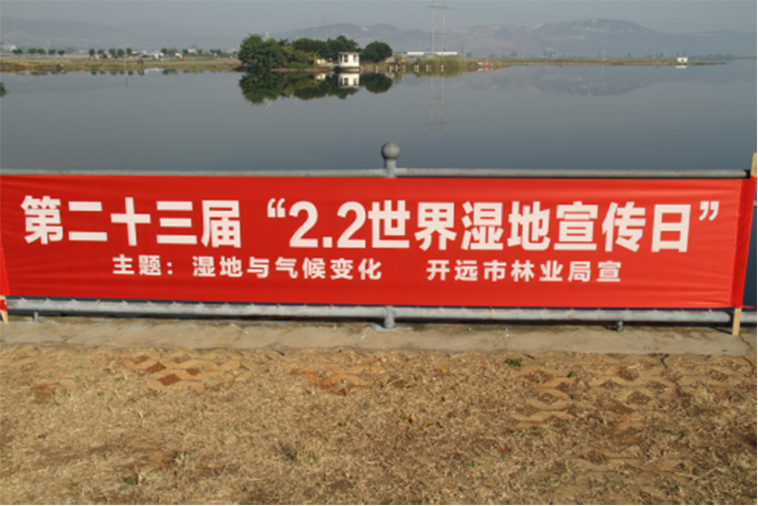 第二十三届“2.2世界湿地宣传日”
主题：湿地与气候变化 开远市林业局宣